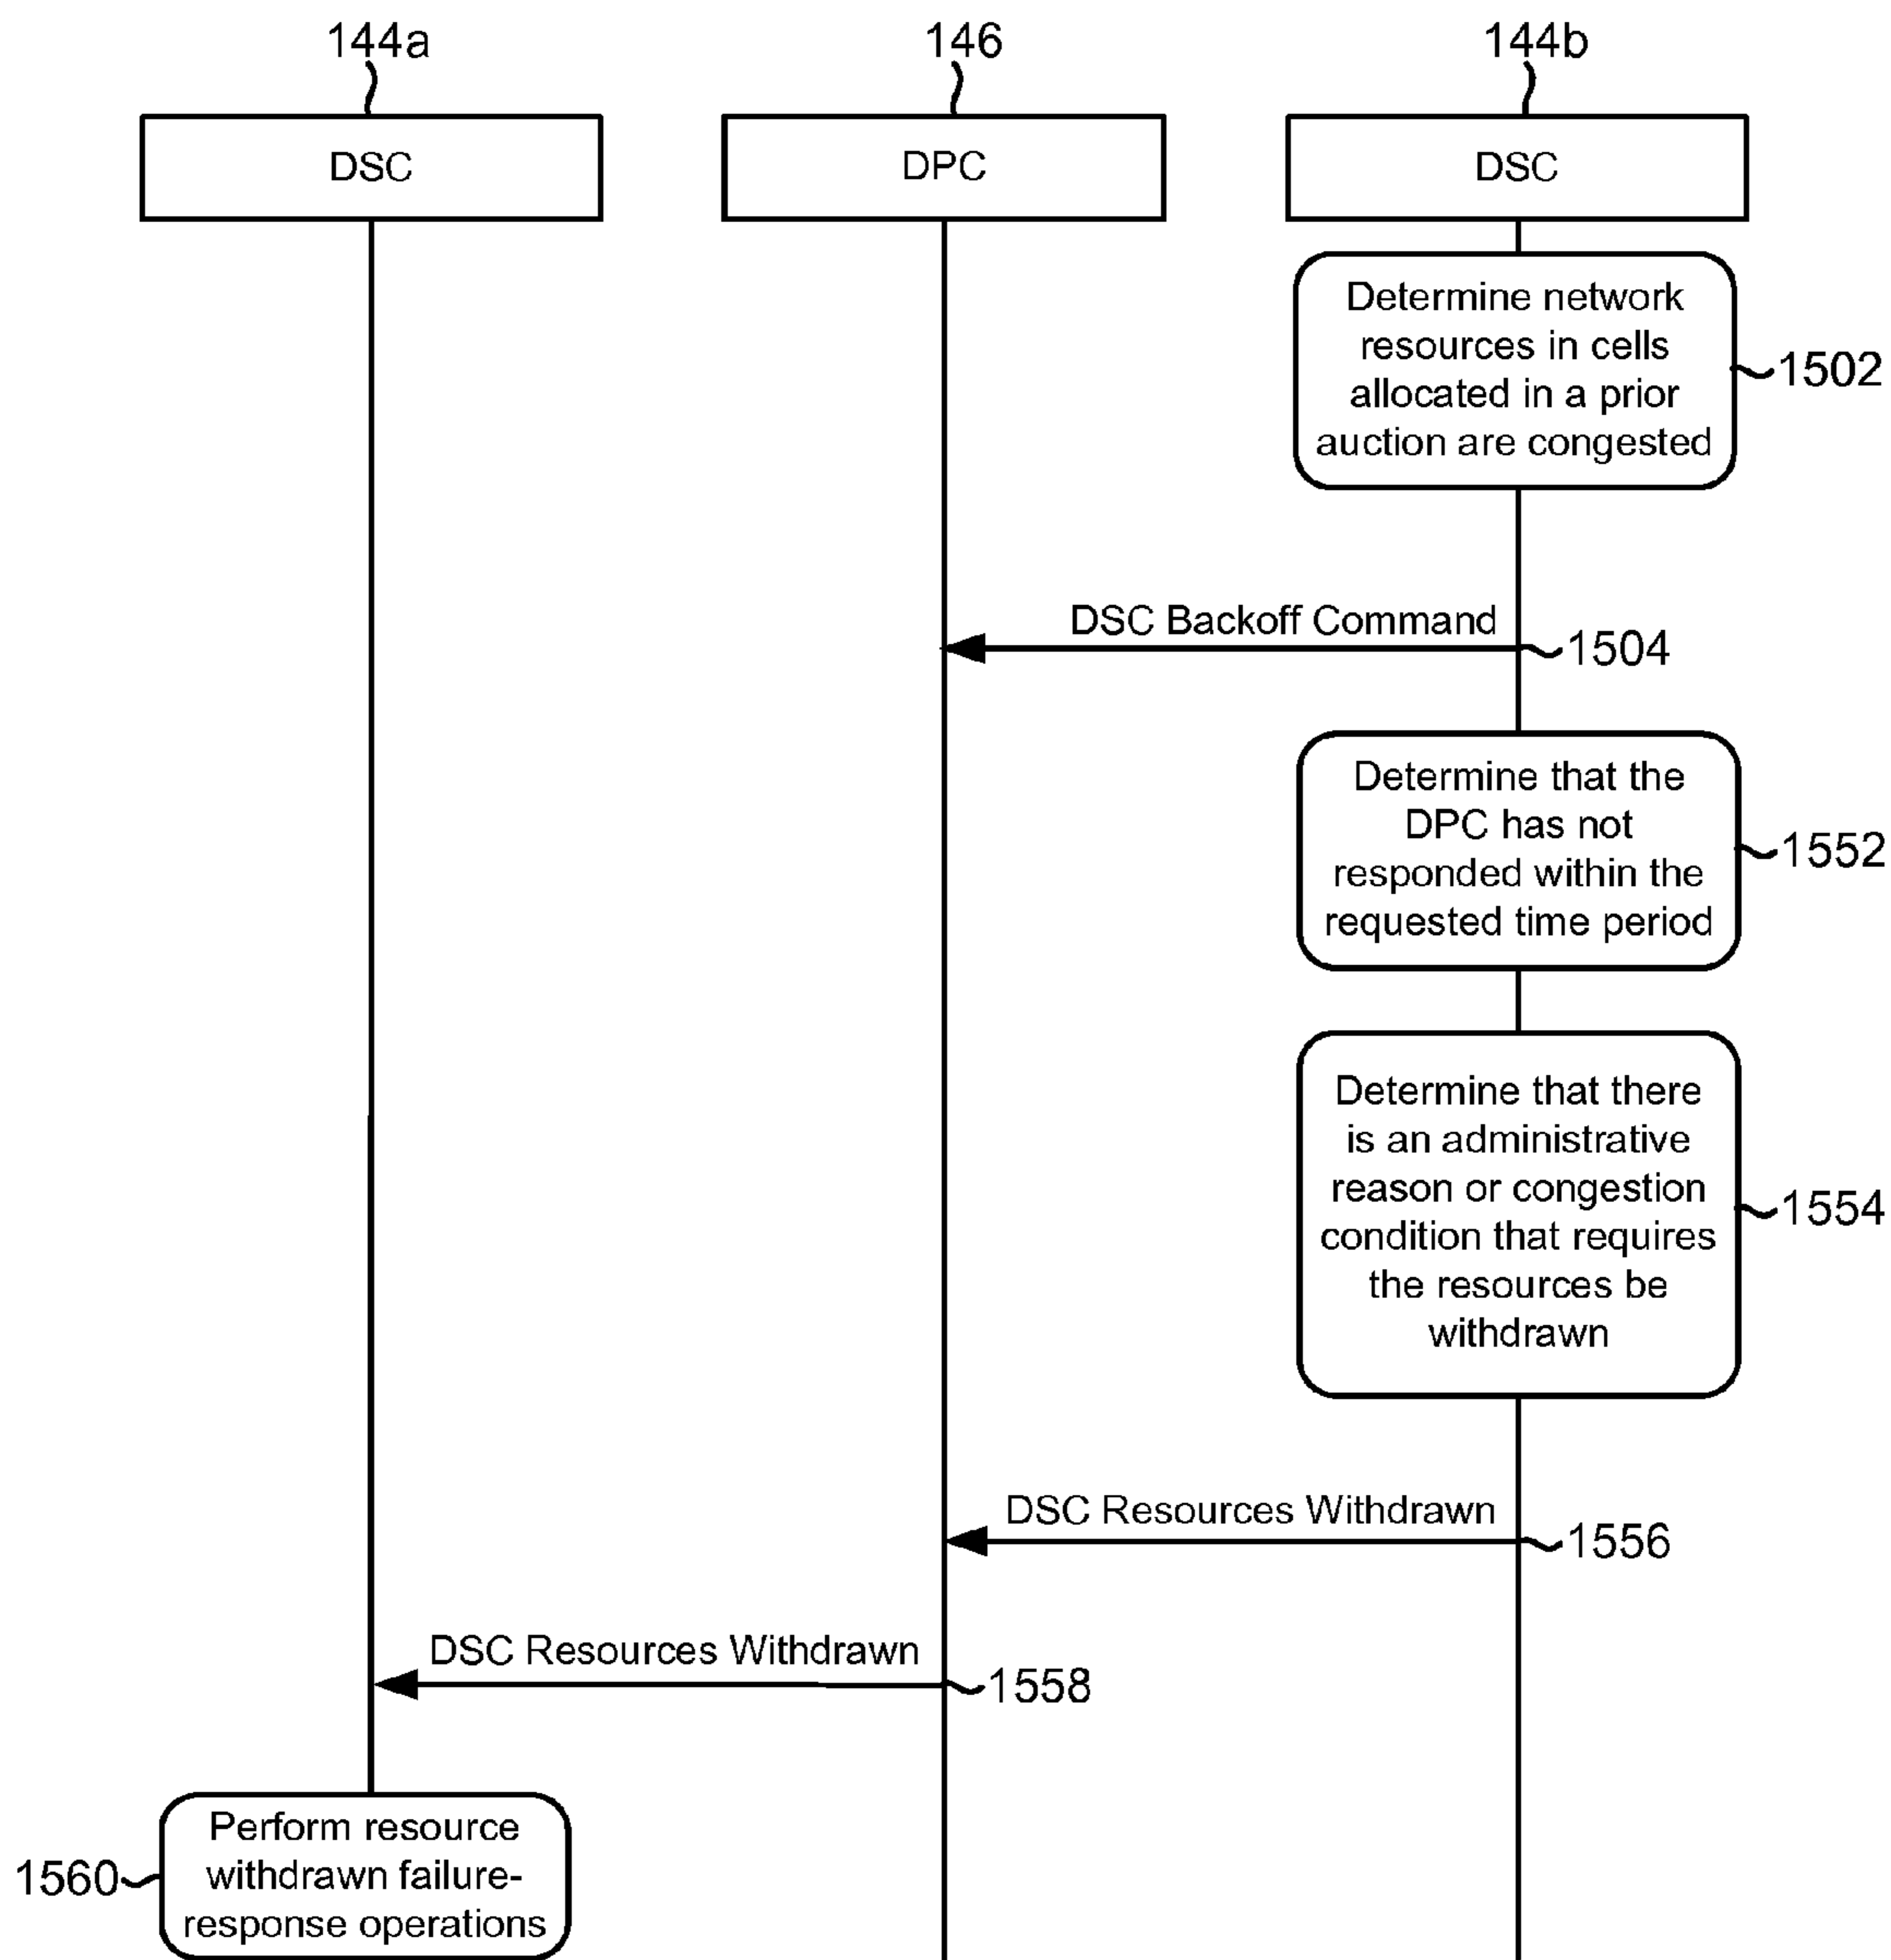 144a
146
144b
DSC
DPC
DSC
Determine network
resources in cells
allocated in a prior
auction are congested
1502
DSC Backoff Command
1504
Determine that the
DPC has not
responded within the
requested time period
1552
Determine that there
is an administrative
reason or congestion
condition that requires
the resources be
withdrawn
1554
DSC Resources Withdrawn
1556
DSC Resources Withdrawn
1558
Perform resource
withdrawn failure-
response operations
1560